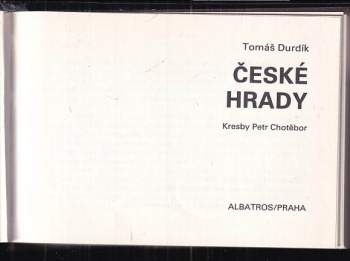 Tomáš Durdík
ČESKÉ
HRADY
Kresby Petr Chotěbor
ALBATROS/PRAHA